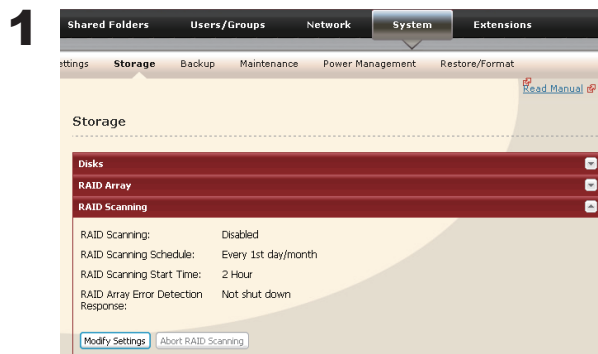 1
Shared Folders Users/Groups Network System Extensions
ettings Storage Backup Maintenance Power Management Restore/Format
Read Manual
Storage
Disks
RAID Array
RAID Scanning
RAID Scanning: Disabled
RAID Scanning Schedule: Every 1st day/month
RAID Scanning Start Time: 2 Hour
RAID Array Error Detection Not shut down
Response:
Modify Settings Abort RAID Scanning